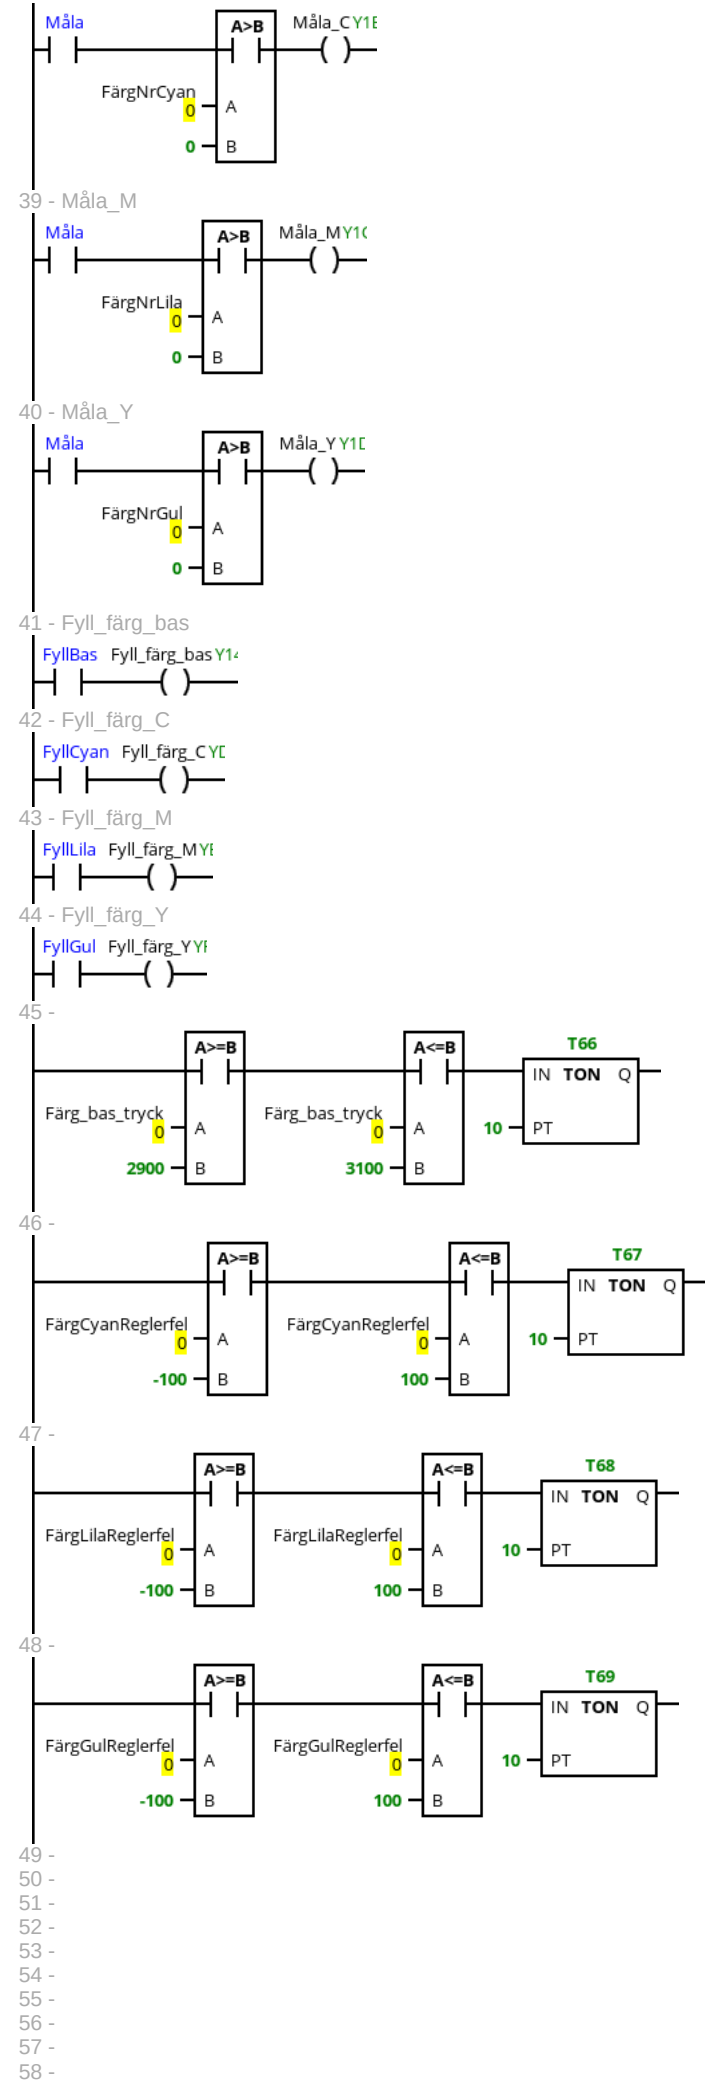 Måla A>B Måla_C Y1B
FärgNrCyan
0 A
0 B
39 - Måla_M
Måla A>B Måla_M Y1C
FärgNrLila
0 A
0 B
40 - Måla_Y
Måla A>B Måla_Y Y1D
FärgNrGul
0 A
0 B
41 - Fyll_färg_bas
FyllBas Fyll_färg_bas Y14
42 - Fyll_färg_C
FyllCyan Fyll_färg_C YD
43 - Fyll_färg_M
FyllLila Fyll_färg_M YE
44 - Fyll_färg_Y
FyllGul Fyll_färg_Y YF
45 -
A>=B A<=B T66
IN TON Q
Färg_bas_tryck Färg_bas_tryck
0 A 0 A 10 PT
2900 B 3100 B
46 -
A>=B A<=B T67
IN TON Q
FärgCyanReglerfel FärgCyanReglerfel
0 A 0 A 10 PT
-100 B 100 B
47 -
A>=B A<=B T68
IN TON Q
FärgLilaReglerfel FärgLilaReglerfel
0 A 0 A 10 PT
-100 B 100 B
48 -
A>=B A<=B T69
IN TON Q
FärgGulReglerfel FärgGulReglerfel
0 A 0 A 10 PT
-100 B 100 B
49 -
50 -
51 -
52 -
53 -
54 -
55 -
56 -
57 -
58 -